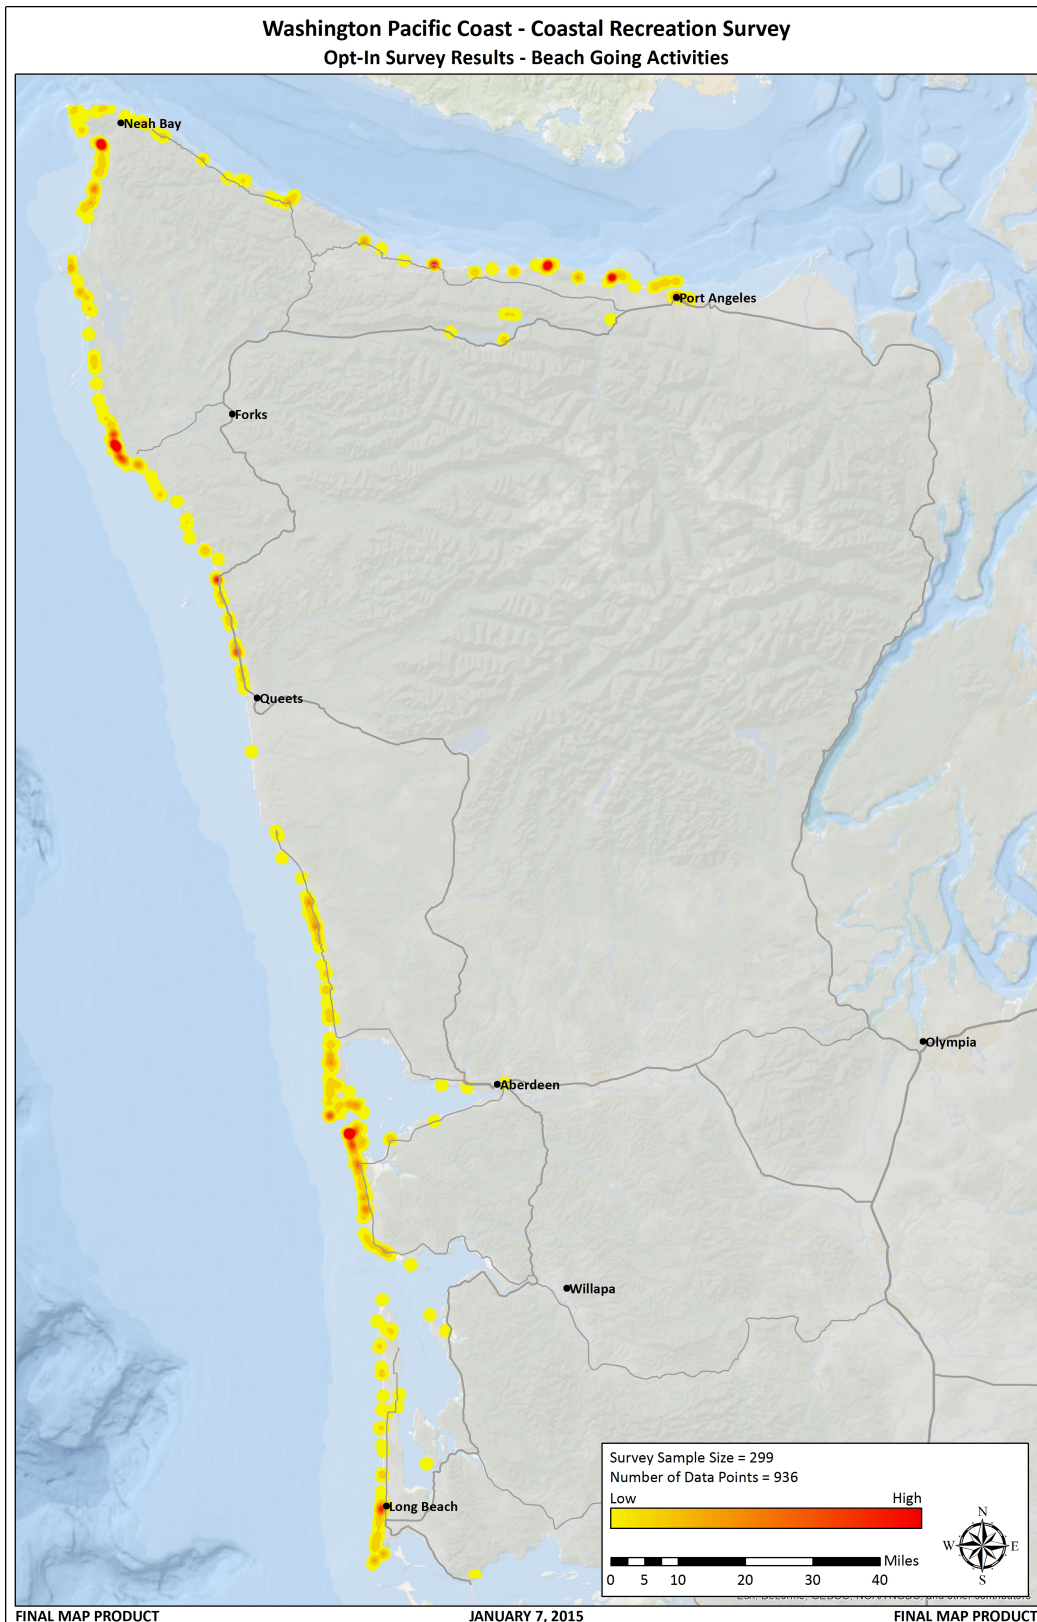 Washington Pacific Coast - Coastal Recreation Survey
Opt-In Survey Results - Beach Going Activities
Neah Bay
Port Angeles
Forks
Queets
Olympia
Aberdeen
Willapa
Long Beach
Survey Sample Size = 299
Number of Data Points = 936
Low High
N
W E
S
Miles
0 5 10 20 30 40
FINAL MAP PRODUCT JANUARY 7, 2015 FINAL MAP PRODUCT